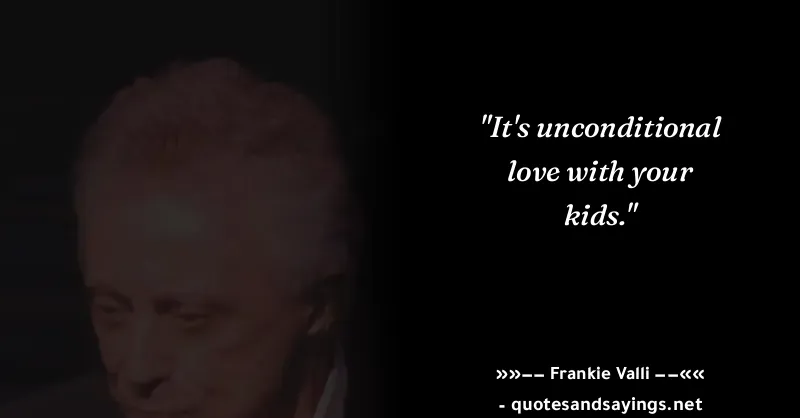 "It's unconditional
love with your
kids."
»»−− Frankie Valli −−««
- quotesandsayings.net